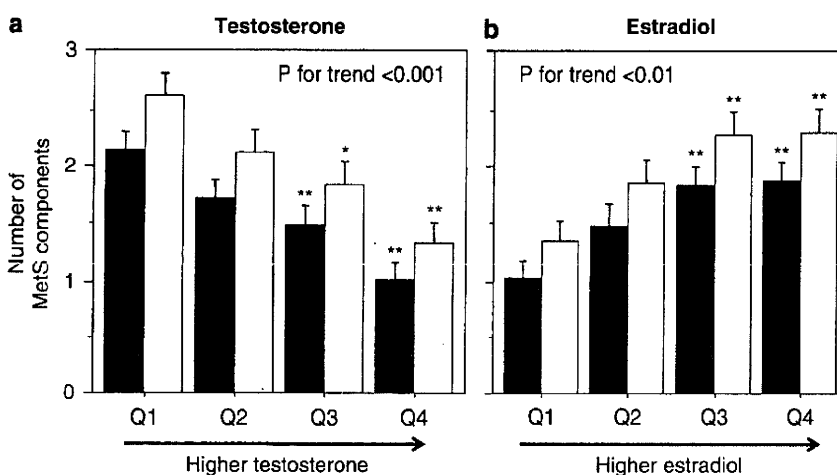 a Testosterone
P for trend <0.001
Number of
MetS components
3
2
1
0
* 
** **
**
Q1 Q2 Q3 Q4
Higher testosterone
b Estradiol
P for trend <0.01
** **
** **
Q1 Q2 Q3 Q4
Higher estradiol